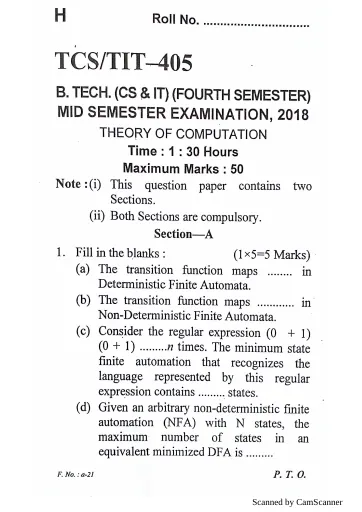 H
Roll No. ................................
TCS/TIT–405
B. TECH. (CS & IT) (FOURTH SEMESTER)
MID SEMESTER EXAMINATION, 2018
THEORY OF COMPUTATION
Time : 1 : 30 Hours
Maximum Marks : 50
Note : (i) This question paper contains two
Sections.
(ii) Both Sections are compulsory.
Section—A
1. Fill in the blanks : (1×5=5 Marks)
(a) The transition function maps ........ in
Deterministic Finite Automata.
(b) The transition function maps ............ in
Non-Deterministic Finite Automata.
(c) Consider the regular expression (0 + 1)
(0 + 1) .........n times. The minimum state
finite automation that recognizes the
language represented by this regular
expression contains ......... states.
(d) Given an arbitrary non-deterministic finite
automation (NFA) with N states, the
maximum number of states in an
equivalent minimized DFA is .........
F. No. : a-21
P. T. O.
Scanned by CamScanner